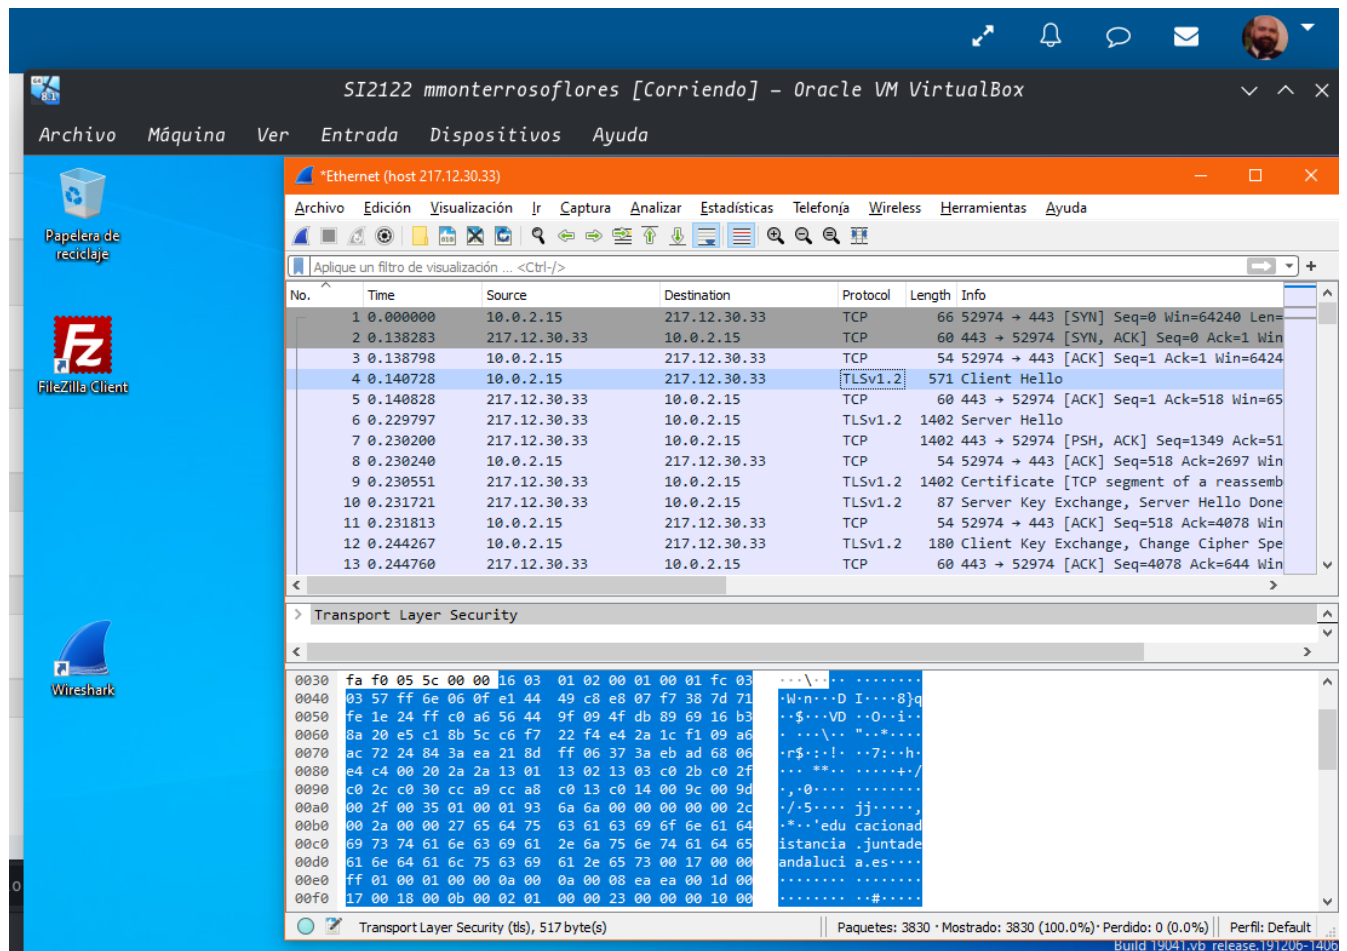 SI2122 mmonterrosoflores [Corriendo] – Oracle VM VirtualBox
Archivo Máquina Ver Entrada Dispositivos Ayuda
Papelera de
reciclaje
FileZilla Client
Wireshark
*Ethernet (host 217.12.30.33)
Archivo Edición Visualización Ir Captura Analizar Estadísticas Telefonía Wireless Herramientas Ayuda
Aplique un filtro de visualización ... <Ctrl-/>
No. Time Source Destination Protocol Length Info
1 0.000000 10.0.2.15 217.12.30.33 TCP 66 52974 → 443 [SYN] Seq=0 Win=64240 Len=
2 0.138283 217.12.30.33 10.0.2.15 TCP 60 443 → 52974 [SYN, ACK] Seq=0 Ack=1 Win
3 0.138798 10.0.2.15 217.12.30.33 TCP 54 52974 → 443 [ACK] Seq=1 Ack=1 Win=6424
4 0.140728 10.0.2.15 217.12.30.33 TLSv1.2 571 Client Hello
5 0.140828 217.12.30.33 10.0.2.15 TCP 60 443 → 52974 [ACK] Seq=1 Ack=518 Win=65
6 0.229797 217.12.30.33 10.0.2.15 TLSv1.2 1402 Server Hello
7 0.230200 217.12.30.33 10.0.2.15 TCP 1402 443 → 52974 [PSH, ACK] Seq=1349 Ack=51
8 0.230240 10.0.2.15 217.12.30.33 TCP 54 52974 → 443 [ACK] Seq=518 Ack=2697 Win
9 0.230551 217.12.30.33 10.0.2.15 TLSv1.2 1402 Certificate [TCP segment of a reassemb
10 0.231721 217.12.30.33 10.0.2.15 TLSv1.2 87 Server Key Exchange, Server Hello Done
11 0.231813 10.0.2.15 217.12.30.33 TCP 54 52974 → 443 [ACK] Seq=518 Ack=4078 Win
12 0.244267 10.0.2.15 217.12.30.33 TLSv1.2 180 Client Key Exchange, Change Cipher Spe
13 0.244760 217.12.30.33 10.0.2.15 TCP 60 443 → 52974 [ACK] Seq=4078 Ack=644 Win
Transport Layer Security
0030 fa f0 05 5c 00 00 16 03 01 02 00 01 00 01 fc 03 ···\···· ········
0040 03 57 ff 6e 06 0f e1 44 49 c8 e8 07 f7 38 7d 71 ·W·n···D I····8}q
0050 fe 1e 24 ff c0 a6 56 44 9f 09 4f db 89 69 16 b3 ··$···VD ··O··i··
0060 8a 20 e5 c1 8b 5c c6 f7 22 f4 e4 2a 1c f1 09 a6 · ···\·· "··*····
0070 ac 72 24 84 3a ea 21 8d ff 06 37 3a eb ad 68 06 ·r$·:·!· ··7:··h·
0080 e4 c4 00 20 2a 2a 13 01 13 02 13 03 c0 2b c0 2f ··· **·· ·····+·/
0090 c0 2c c0 30 cc a9 cc a8 c0 13 c0 14 00 9c 00 9d ·,·0···· ········
00a0 00 2f 00 35 01 00 01 93 6a 6a 00 00 00 00 00 2c ·/·5···· jj·····,
00b0 00 2a 00 00 27 65 64 75 63 61 63 69 6f 6e 61 64 ·*··'edu cacionad
00c0 69 73 74 61 6e 63 69 61 2e 6a 75 6e 74 61 64 65 istancia .juntade
00d0 61 6e 64 61 6c 75 63 69 61 2e 65 73 00 17 00 00 andaluci a.es····
00e0 ff 01 00 01 00 00 0a 00 0a 00 08 ea ea 00 1d 00 ········ ········
00f0 17 00 18 00 0b 00 02 01 00 00 23 00 00 00 10 00 ········ ··#·····
Transport Layer Security (tls), 517 byte(s) Paquetes: 3830 · Mostrado: 3830 (100.0%) · Perdido: 0 (0.0%) Perfil: Default
Build 19041.vb_release.191206-1406